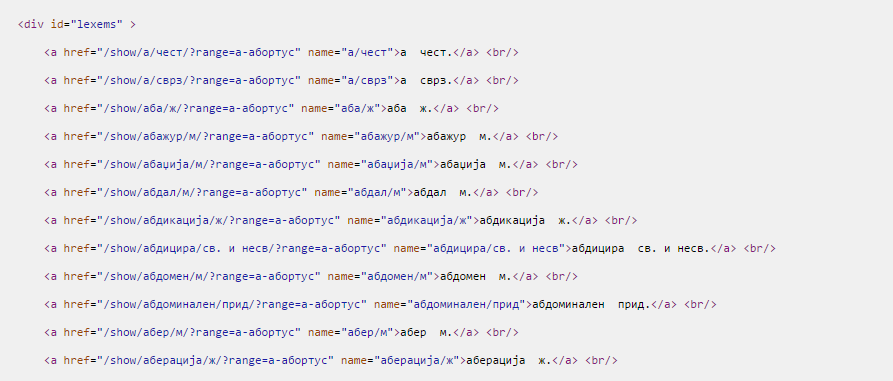 <div id="lexems" >
<a href="/show/а/чест/?range=а-абортус" name="а/чест">а  чест.</a> <br/>
<a href="/show/а/сврз/?range=а-абортус" name="а/сврз">а  сврз.</a> <br/>
<a href="/show/аба/ж/?range=а-абортус" name="аба/ж">аба  ж.</a> <br/>
<a href="/show/абажур/м/?range=а-абортус" name="абажур/м">абажур  м.</a> <br/>
<a href="/show/абаџија/м/?range=а-абортус" name="абаџија/м">абаџија  м.</a> <br/>
<a href="/show/абдал/м/?range=а-абортус" name="абдал/м">абдал  м.</a> <br/>
<a href="/show/абдикација/ж/?range=а-абортус" name="абдикација/ж">абдикација  ж.</a> <br/>
<a href="/show/абдицира/св. и несв/?range=а-абортус" name="абдицира/св. и несв">абдицира  св. и несв.</a> <br/>
<a href="/show/абдомен/м/?range=а-абортус" name="абдомен/м">абдомен  м.</a> <br/>
<a href="/show/абдоминален/прид/?range=а-абортус" name="абдоминален/прид">абдоминален  прид.</a> <br/>
<a href="/show/абер/м/?range=а-абортус" name="абер/м">абер  м.</a> <br/>
<a href="/show/аберација/ж/?range=а-абортус" name="аберација/ж">аберација  ж.</a> <br/>